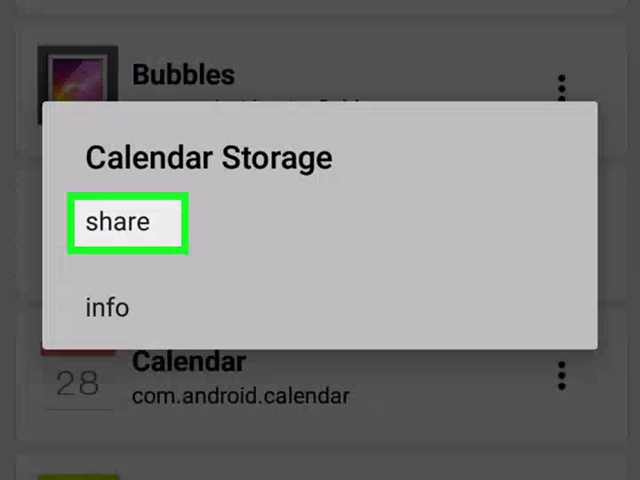 Bubbles
Calendar Storage
share
info
Calendar
28
com.android.calendar